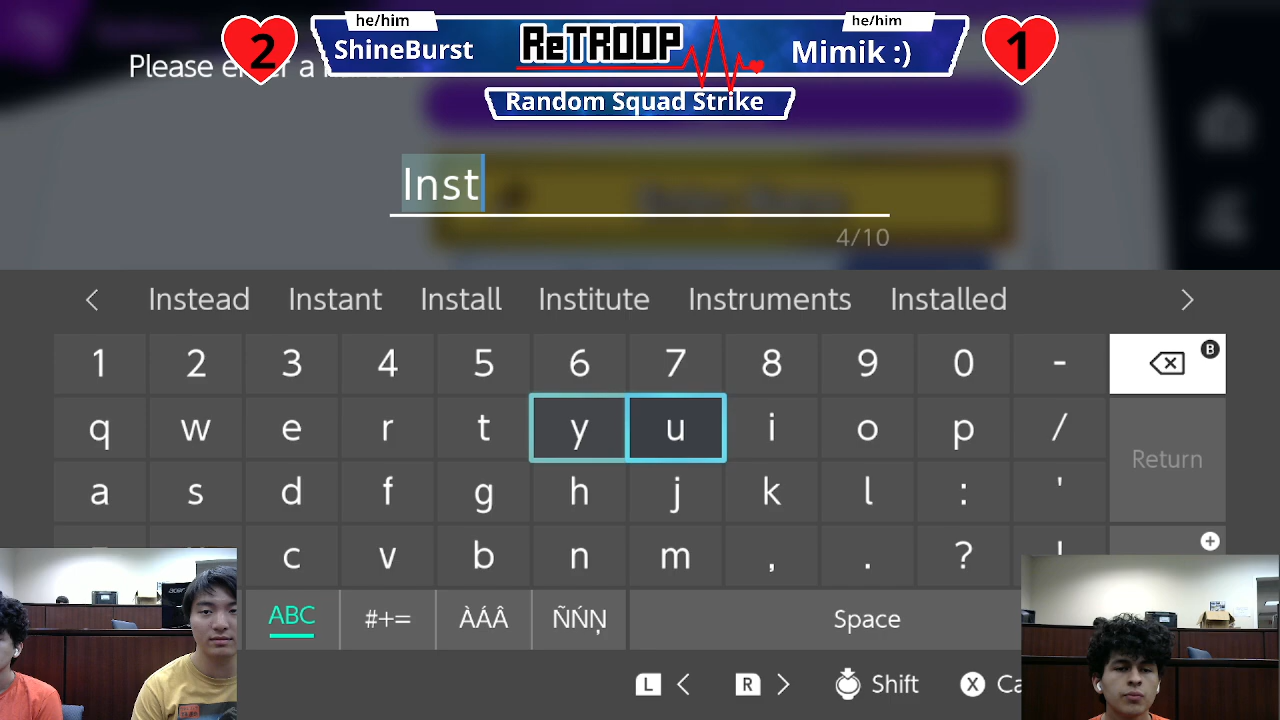 he/him
he/him
2 ShineBurst ReTROOP Mimik :) 1
Please enter a
Random Squad Strike
Inst
4/10
< Instead Instant Install Institute Instruments Installed >
1 2 3 4 5 6 7 8 9 0 - B
q w e r t y u i o p /
Return
a s d f g h j k l : '
c v b n m , . ? ! +
ABC #+= ÀÁÂ ÑŃŅ Space
L < R > Shift X Ca